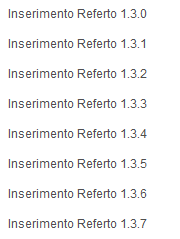 Inserimento Referto 1.3.0
Inserimento Referto 1.3.1
Inserimento Referto 1.3.2
Inserimento Referto 1.3.3
Inserimento Referto 1.3.4
Inserimento Referto 1.3.5
Inserimento Referto 1.3.6
Inserimento Referto 1.3.7